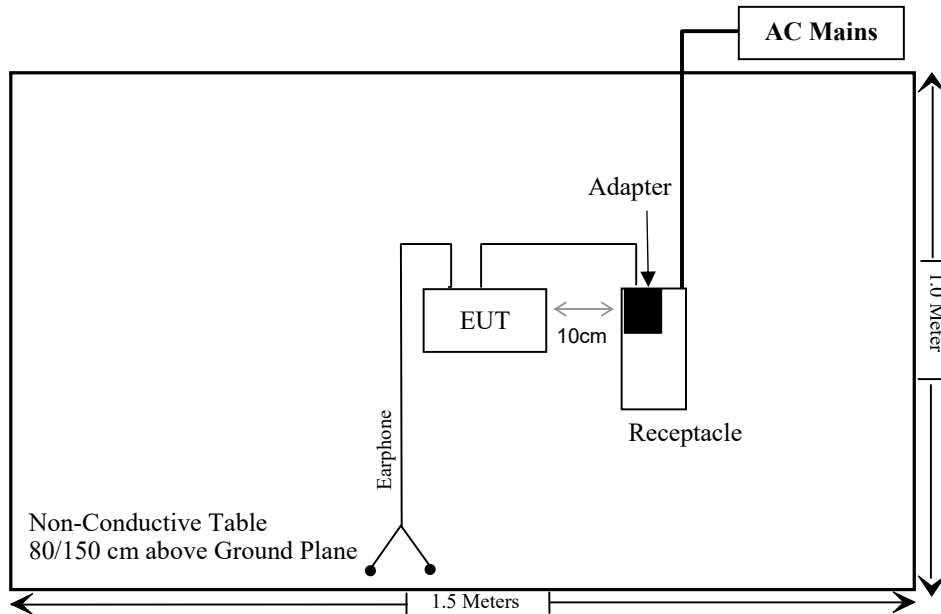 AC Mains
Adapter
EUT
10cm
1.0 Meter
Receptacle
Earphone
Non-Conductive Table
80/150 cm above Ground Plane
1.5 Meters